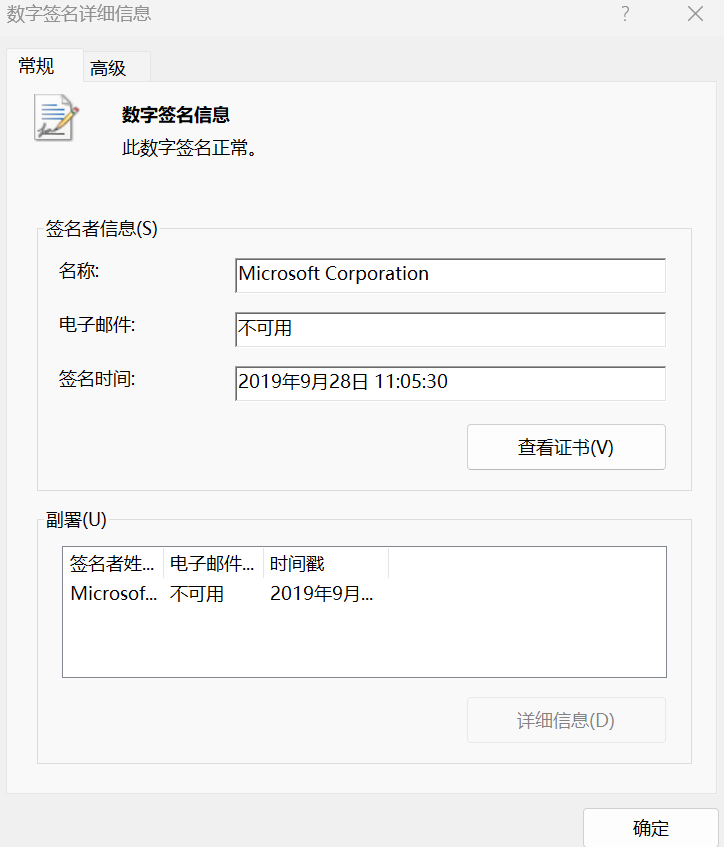 数字签名详细信息
常规
高级
数字签名信息
此数字签名正常。
签名者信息(S)
名称:
Microsoft Corporation
电子邮件:
不可用
签名时间:
2019年9月28日 11:05:30
查看证书(V)
副署(U)
签名者姓... 电子邮件... 时间戳
Microsof... 不可用 2019年9月...
详细信息(D)
确定